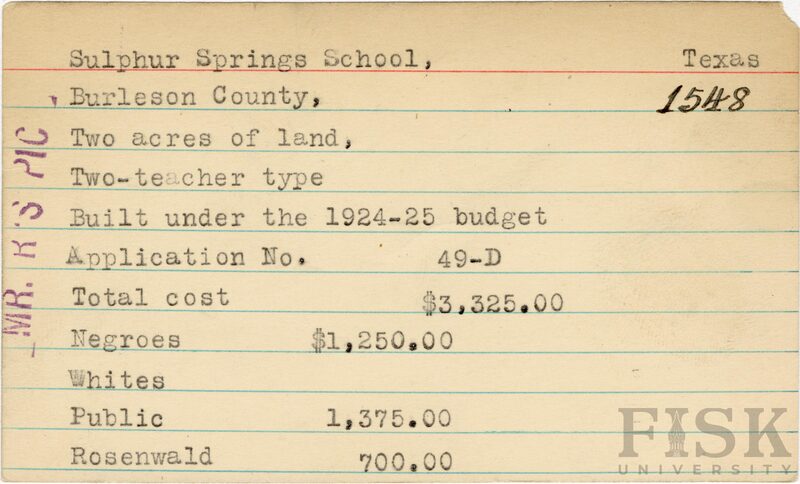 Sulphur Springs School, Texas
Burleson County, 1548
Two acres of land,
Two-teacher type
Built under the 1924-25 budget
Application No. 49-D
Total cost $3,325.00
Negroes $1,250.00
Whites
Public 1,375.00
Rosenwald 700.00
MR. R'S PIC
FISK
UNIVERSITY